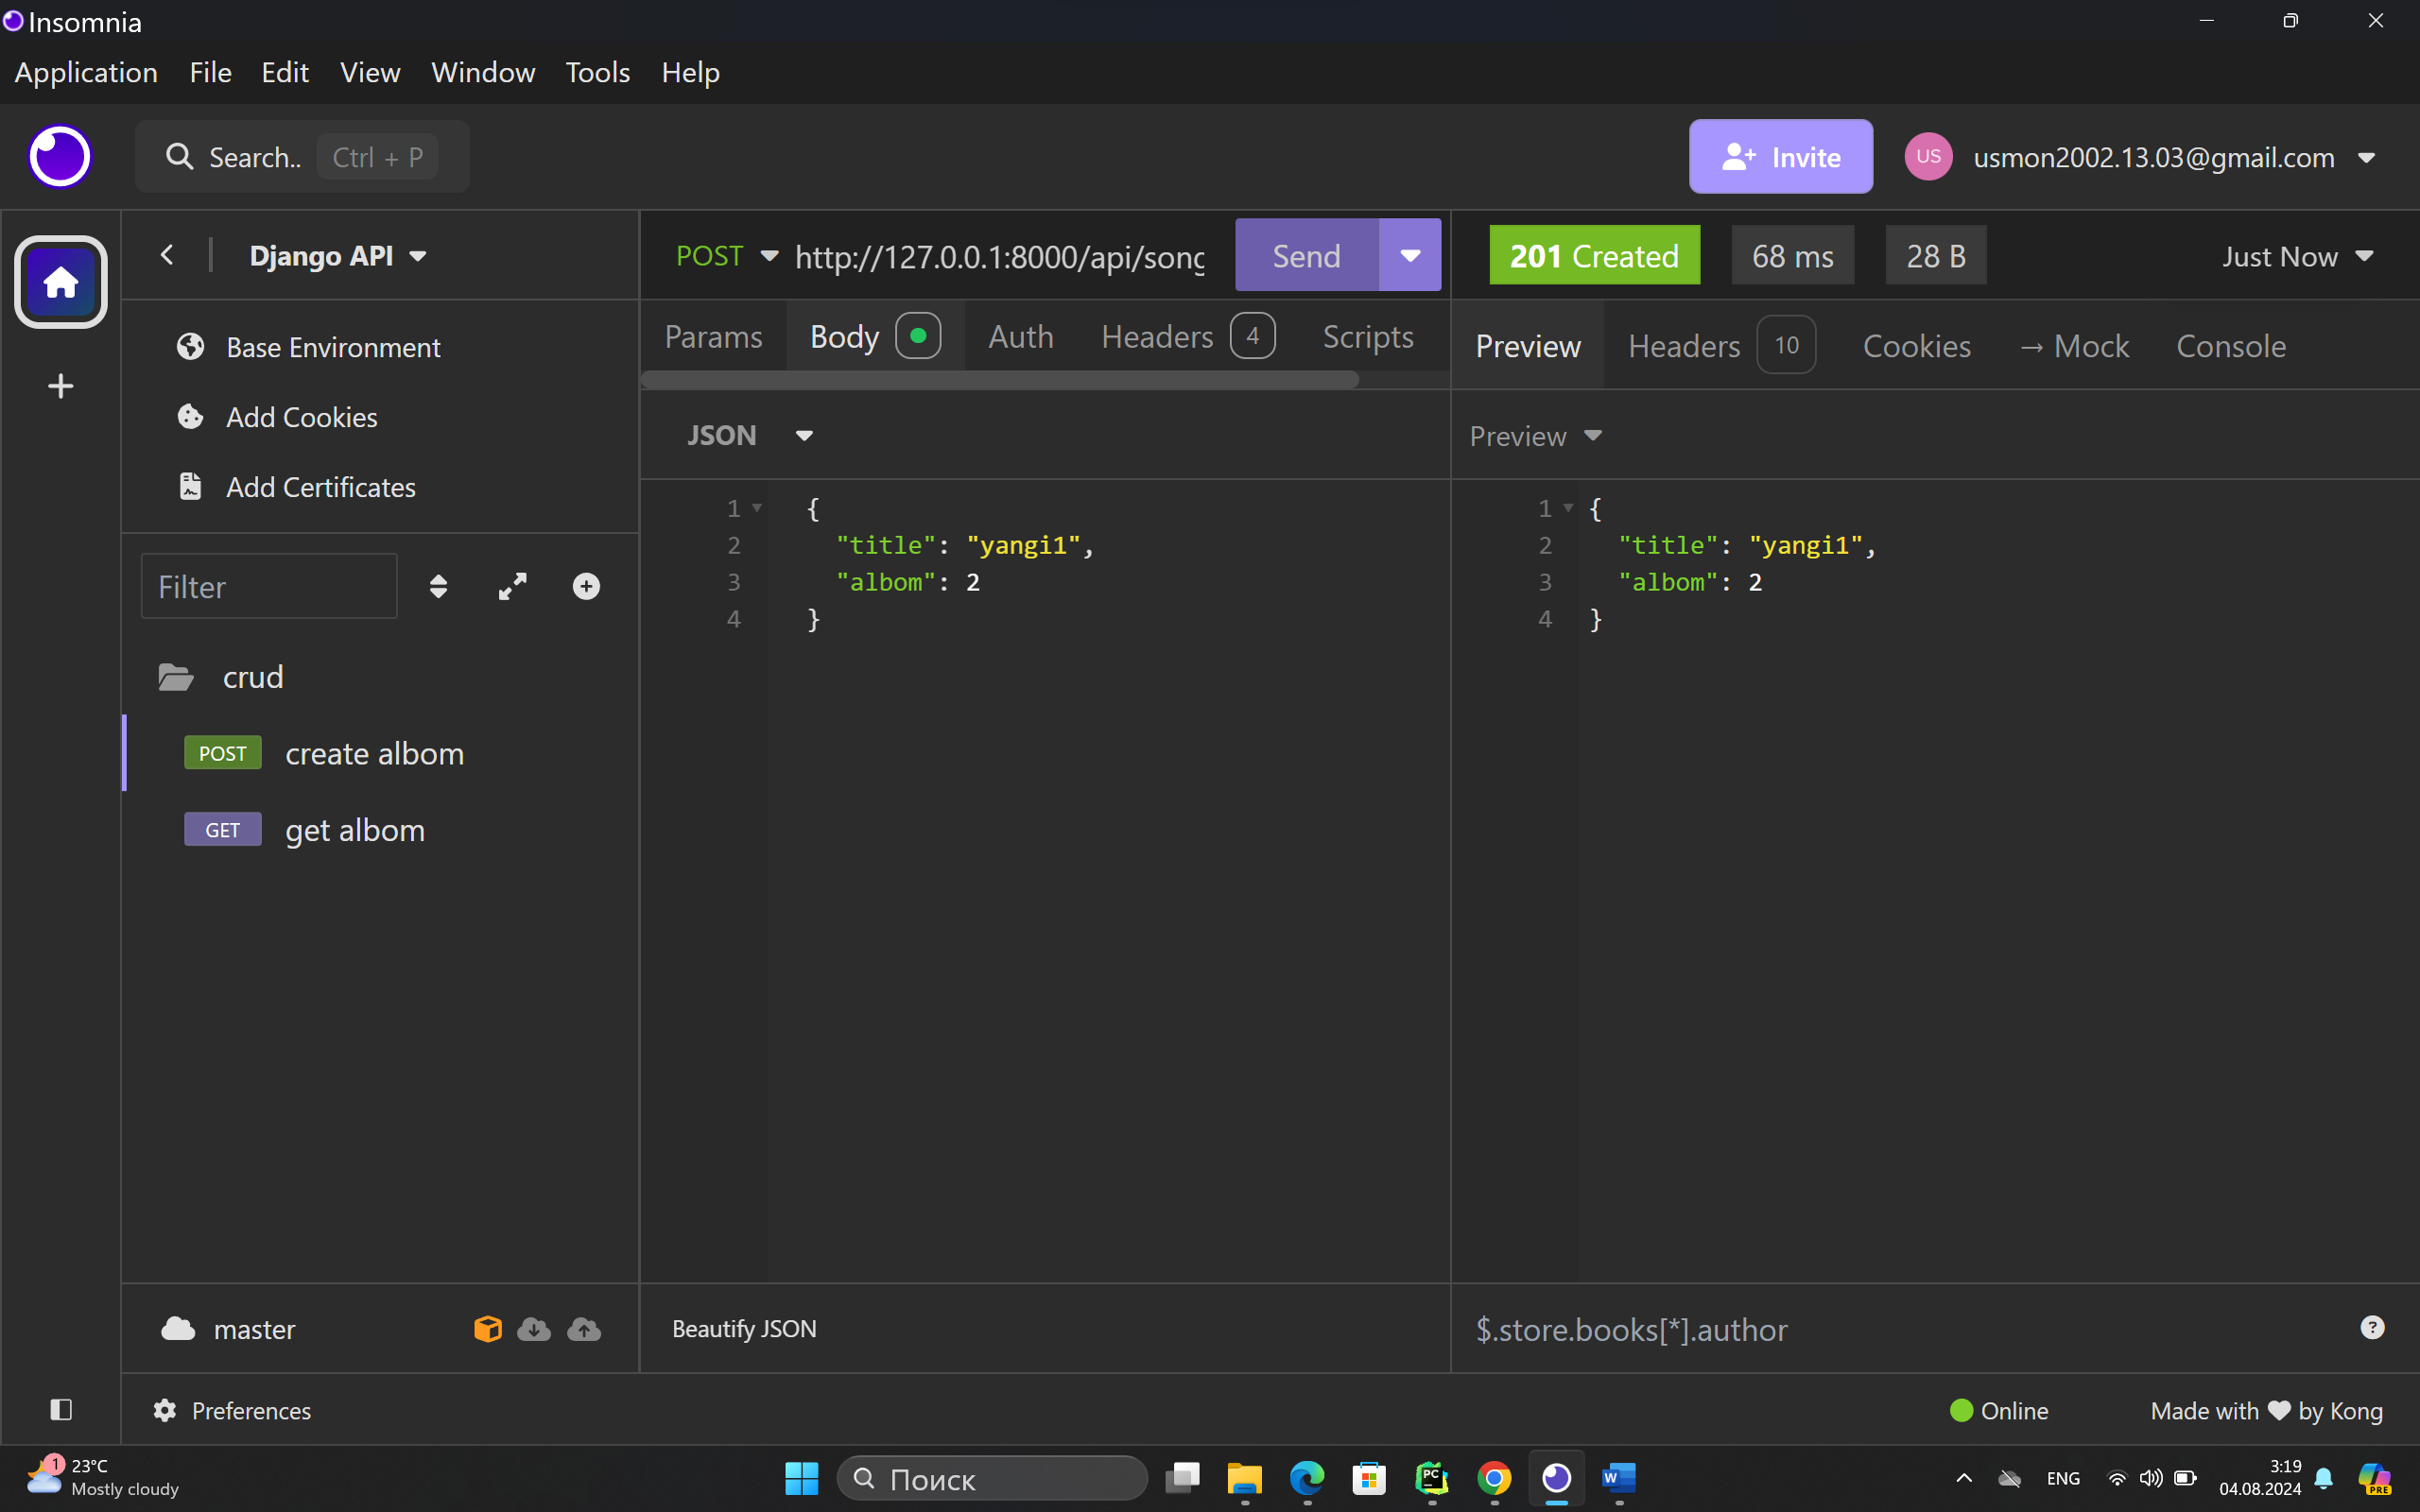 Insomnia
Application File Edit View Window Tools Help
Search.. Ctrl + P
Invite
US
usmon2002.13.03@gmail.com
Django API
Base Environment
Add Cookies
Add Certificates
Filter
crud
POST create albom
GET get albom
master
Preferences
POST http://127.0.0.1:8000/api/song
Send
Params Body Auth Headers 4 Scripts
JSON
1 {
2 "title": "yangi1",
3 "albom": 2
4 }
Beautify JSON
201 Created 68 ms 28 B Just Now
Preview Headers 10 Cookies → Mock Console
Preview
1 {
2 "title": "yangi1",
3 "albom": 2
4 }
$.store.books[*].author
Online
Made with ❤ by Kong
1
23°C
Mostly cloudy
Поиск
PC
W
ENG
3:19
04.08.2024
PRE